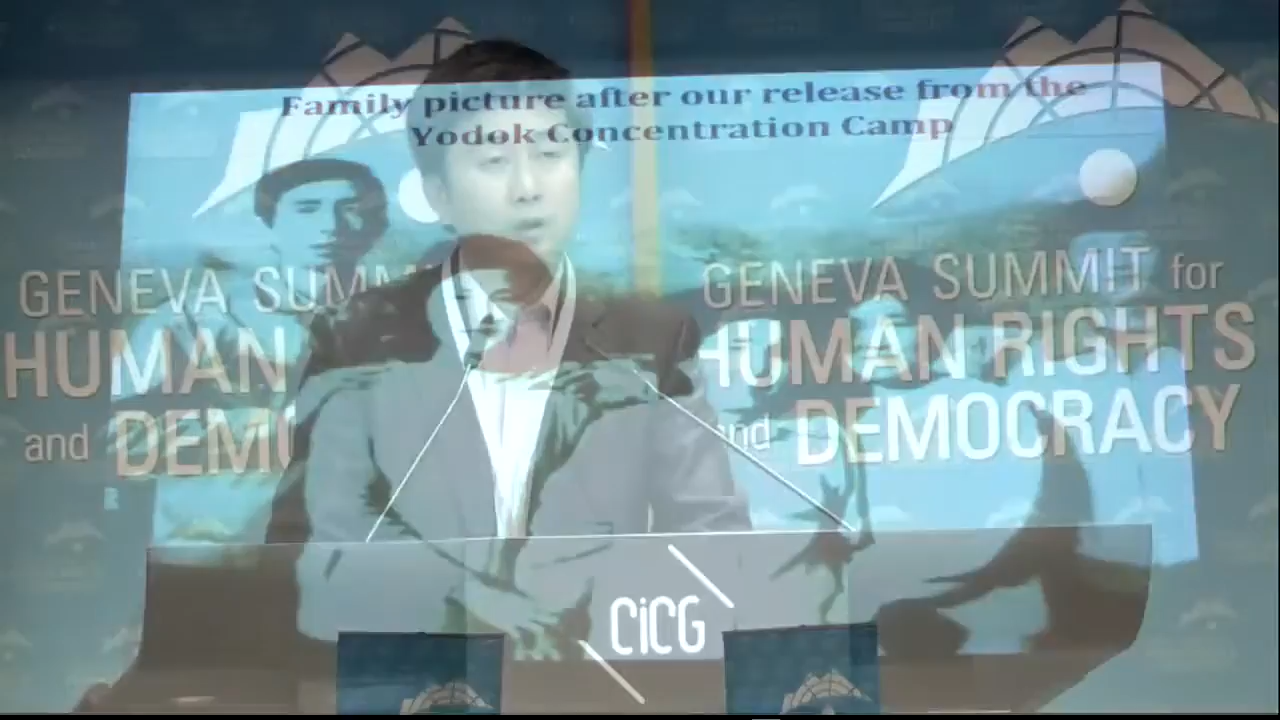 Family picture after our release from the
Yodok Concentration Camp
GENEVA SUMM
HUMAN
and DEMO
GENEVA SUMMIT for
HUMAN RIGHTS
and DEMOCRACY
CiCG